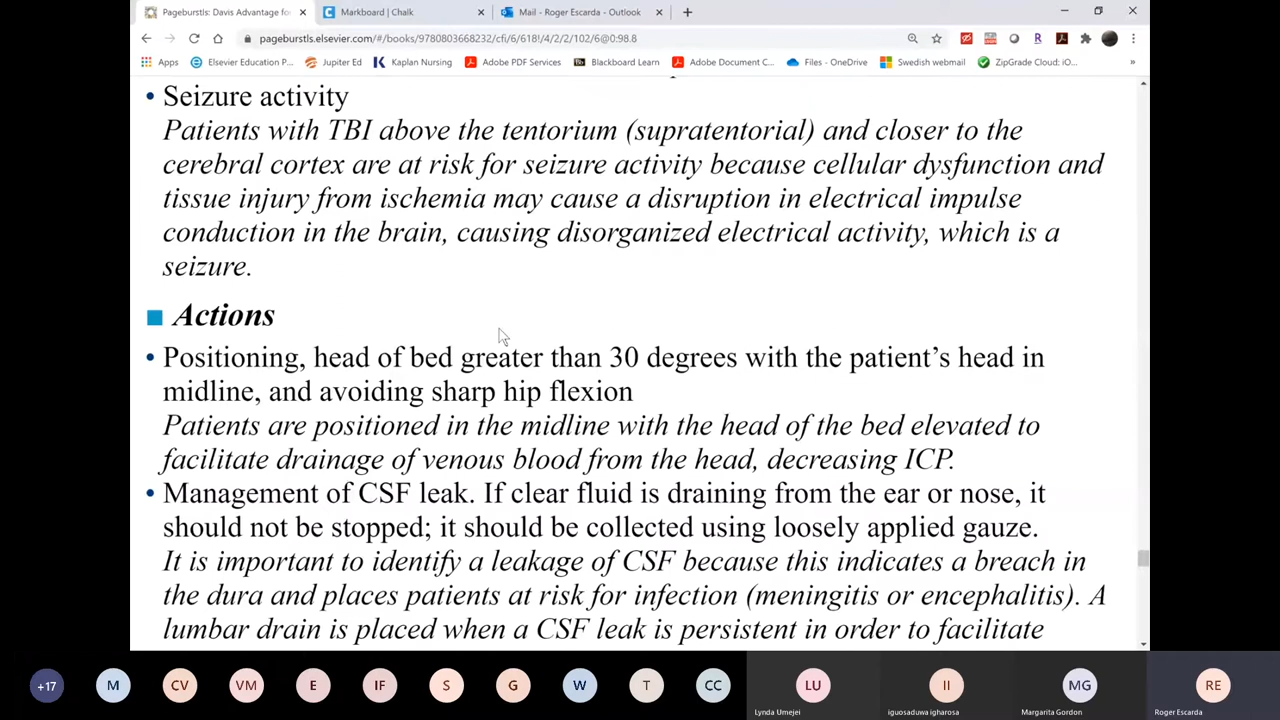 Pageburstls: Davis Advantage for
Markboard | Chalk
Mail - Roger Escarda - Outlook
pageburstls.elsevier.com/#/books/9780803668232/cfi/6/618!/4/2/2/102/6@0:98.8
Apps
Elsevier Education P...
Jupiter Ed
Kaplan Nursing
Adobe PDF Services
Blackboard Learn
Adobe Document C...
Files - OneDrive
Swedish webmail
ZipGrade Cloud: iO...
»
• Seizure activity
Patients with TBI above the tentorium (supratentorial) and closer to the
cerebral cortex are at risk for seizure activity because cellular dysfunction and
tissue injury from ischemia may cause a disruption in electrical impulse
conduction in the brain, causing disorganized electrical activity, which is a
seizure.
Actions
• Positioning, head of bed greater than 30 degrees with the patient’s head in
midline, and avoiding sharp hip flexion
Patients are positioned in the midline with the head of the bed elevated to
facilitate drainage of venous blood from the head, decreasing ICP.
• Management of CSF leak. If clear fluid is draining from the ear or nose, it
should not be stopped; it should be collected using loosely applied gauze.
It is important to identify a leakage of CSF because this indicates a breach in
the dura and places patients at risk for infection (meningitis or encephalitis). A
lumbar drain is placed when a CSF leak is persistent in order to facilitate
+17
M
CV
VM
E
IF
S
G
W
T
CC
LU
II
MG
RE
Lynda Umejei
iguosaduwa igharosa
Margarita Gordon
Roger Escarda